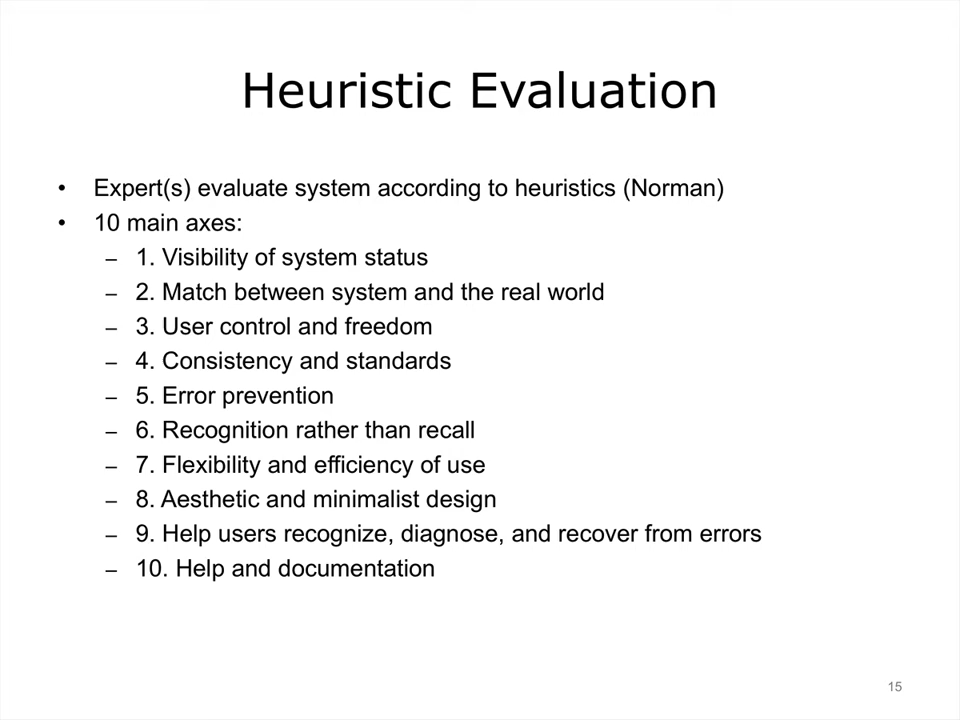 Heuristic Evaluation
• Expert(s) evaluate system according to heuristics (Norman)
• 10 main axes:
– 1. Visibility of system status
– 2. Match between system and the real world
– 3. User control and freedom
– 4. Consistency and standards
– 5. Error prevention
– 6. Recognition rather than recall
– 7. Flexibility and efficiency of use
– 8. Aesthetic and minimalist design
– 9. Help users recognize, diagnose, and recover from errors
– 10. Help and documentation
15